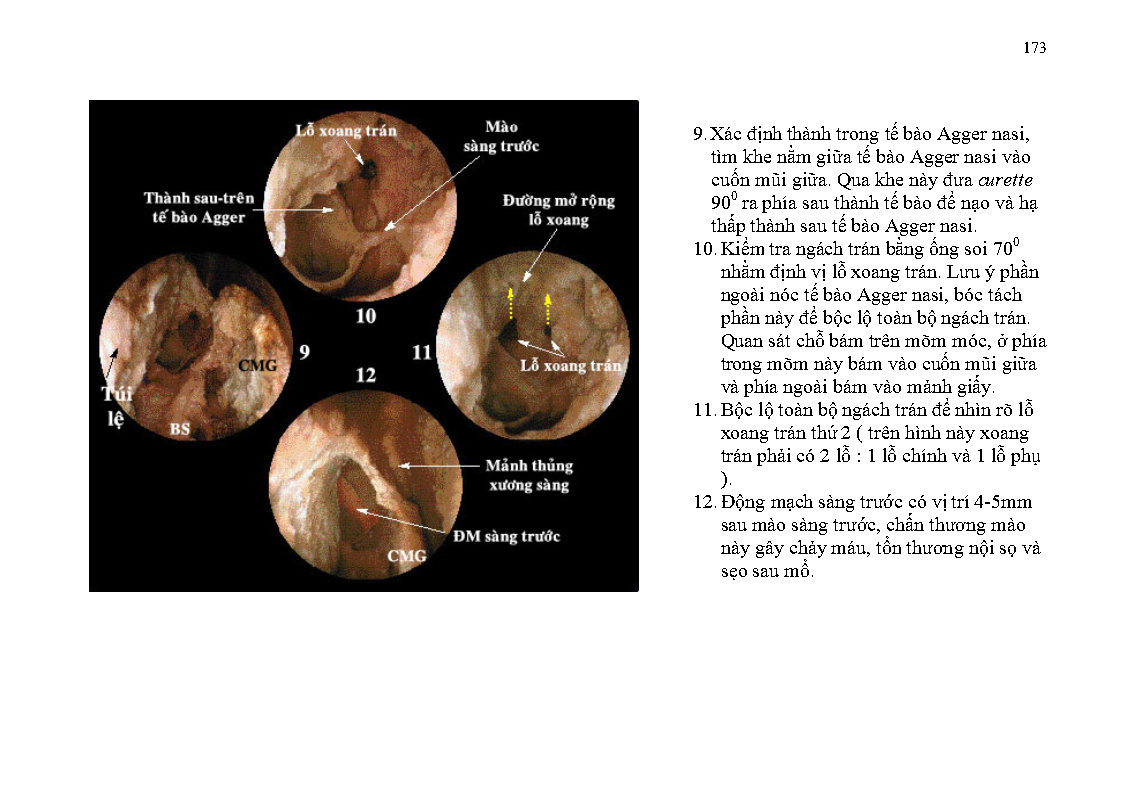 173
Lỗ xoang trán
Mào
sàng trước
Thành sau-trên
tế bào Agger
Đường mở rộng
lỗ xoang
10
9
CMG
11
Lỗ xoang trán
12
Túi
lệ
BS
Mảnh thủng
xương sàng
ĐM sàng trước
CMG
9. Xác định thành trong tế bào Agger nasi,
tìm khe nằm giữa tế bào Agger nasi vào
cuốn mũi giữa. Qua khe này đưa curette
90⁰ ra phía sau thành tế bào để nạo và hạ
thấp thành sau tế bào Agger nasi.
10. Kiểm tra ngách trán bằng ống soi 70⁰
nhằm định vị lỗ xoang trán. Lưu ý phần
ngoài nóc tế bào Agger nasi, bóc tách
phần này để bộc lộ toàn bộ ngách trán.
Quan sát chỗ bám trên mõm móc, ở phía
trong mõm này bám vào cuốn mũi giữa
và phía ngoài bám vào mảnh giấy.
11. Bộc lộ toàn bộ ngách trán để nhìn rõ lỗ
xoang trán thứ 2 ( trên hình này xoang
trán phải có 2 lỗ : 1 lỗ chính và 1 lỗ phụ
).
12. Động mạch sàng trước có vị trí 4-5mm
sau mào sàng trước, chấn thương mào
này gây chảy máu, tổn thương nội sọ và
sẹo sau mổ.